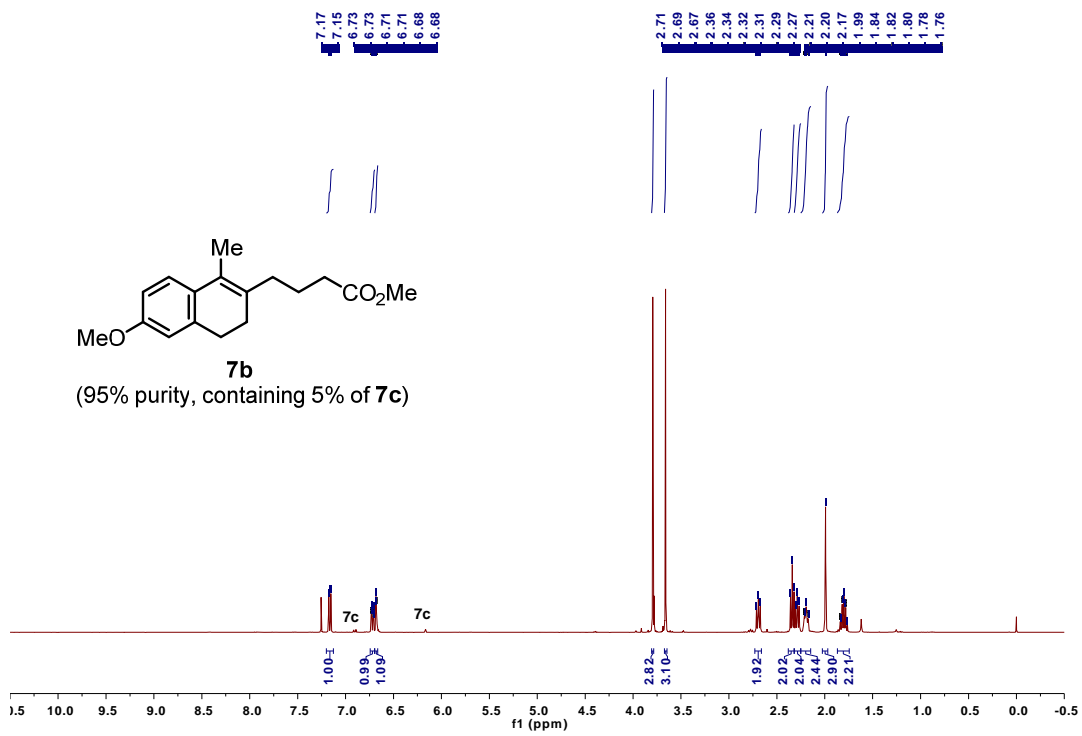 7.17 7.15 6.73 6.73 6.71 6.71 6.68 6.68 2.71 2.69 2.67 2.36 2.34 2.32 2.31 2.29 2.27 2.21 2.20 2.17 1.99 1.84 1.82 1.80 1.78 1.76
Me
CO2Me
MeO
7b
(95% purity, containing 5% of 7c)
7c 7c
1.00 0.99 1.09 2.82 3.10 1.92 2.02 2.04 2.44 2.90 2.21
0.5 10.0 9.5 9.0 8.5 8.0 7.5 7.0 6.5 6.0 5.5 5.0 4.5 4.0 3.5 3.0 2.5 2.0 1.5 1.0 0.5 0.0 -0.5
f1 (ppm)